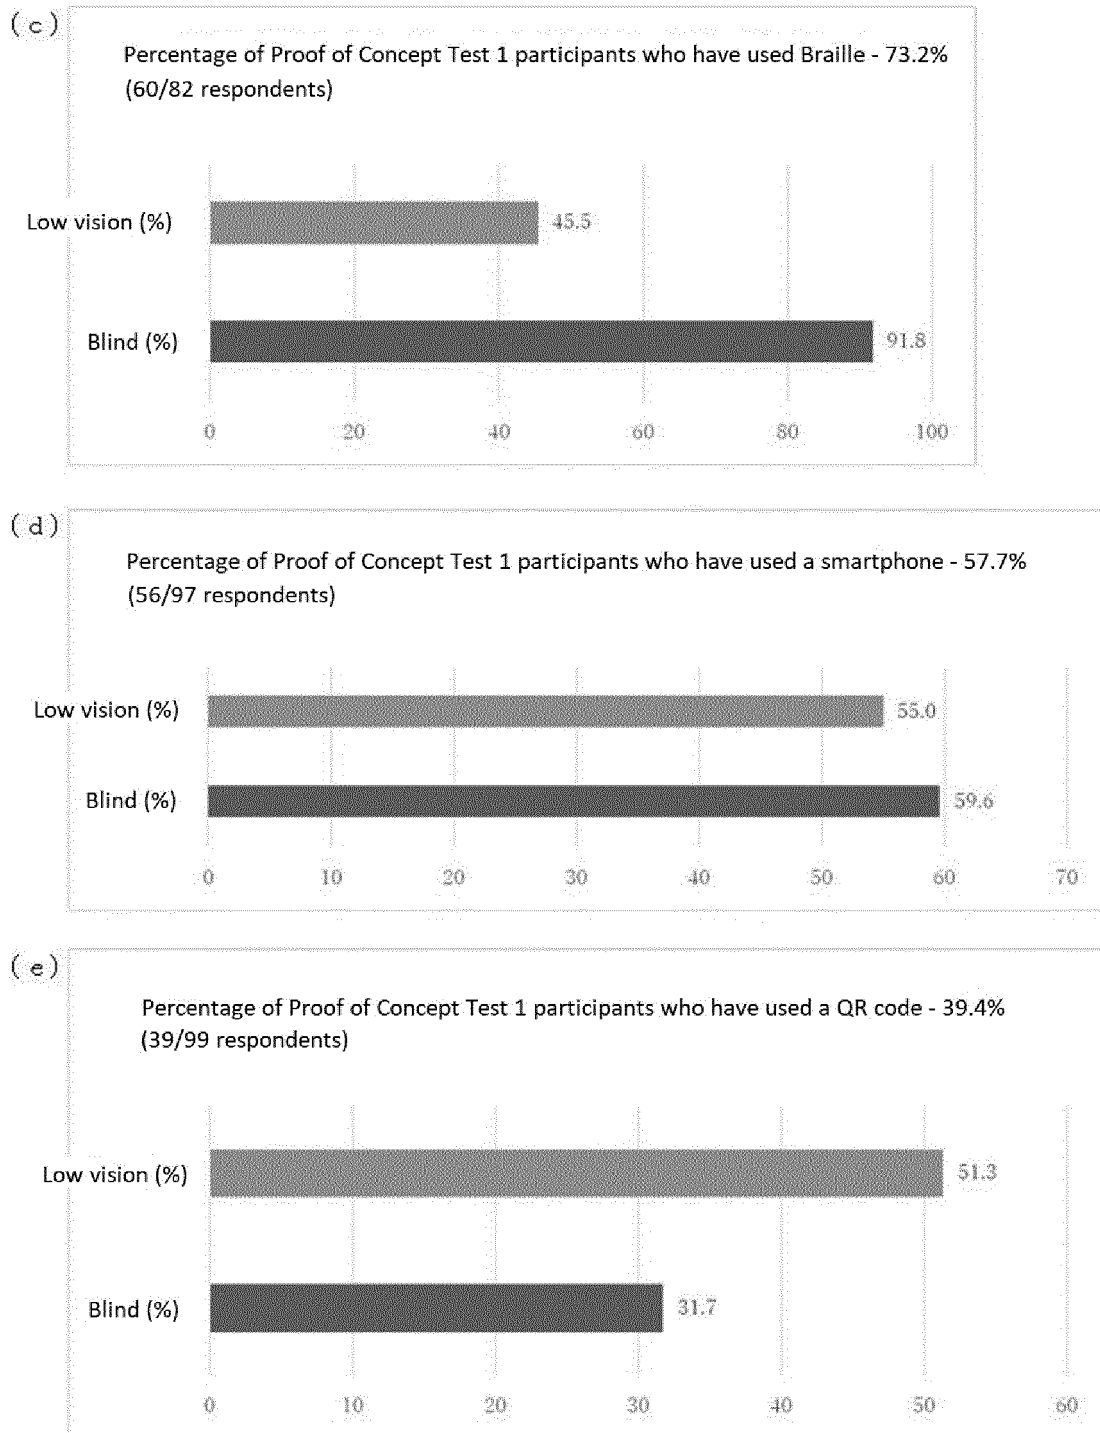 (c)
Percentage of Proof of Concept Test 1 participants who have used Braille - 73.2%
(60/82 respondents)
Low vision (%)
45.5
Blind (%)
91.8
0 20 40 60 80 100
(d)
Percentage of Proof of Concept Test 1 participants who have used a smartphone - 57.7%
(56/97 respondents)
Low vision (%)
55.0
Blind (%)
59.6
0 10 20 30 40 50 60 70
(e)
Percentage of Proof of Concept Test 1 participants who have used a QR code - 39.4%
(39/99 respondents)
Low vision (%)
51.3
Blind (%)
31.7
0 10 20 30 40 50 60